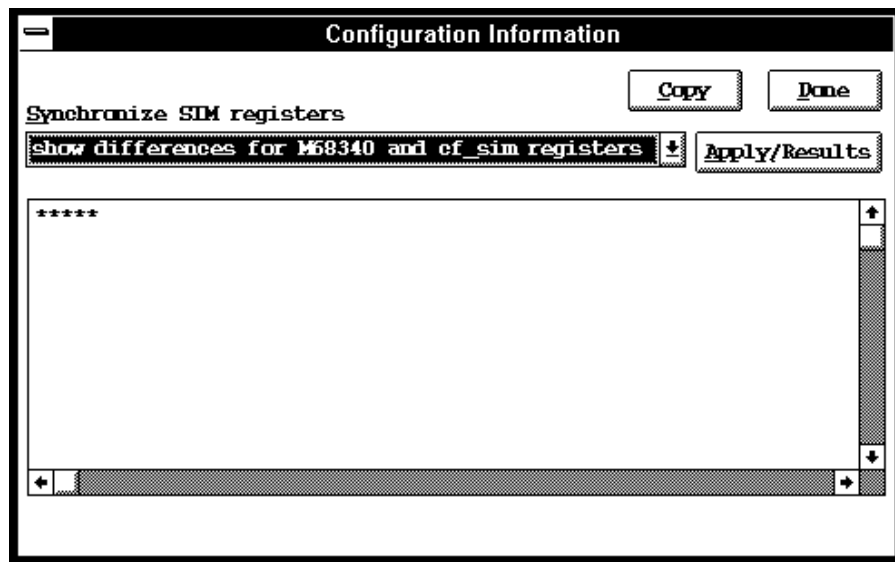 Configuration Information
Copy Done
Synchronize SIM registers
show differences for M68340 and cf_sim registers Apply/Results
*****